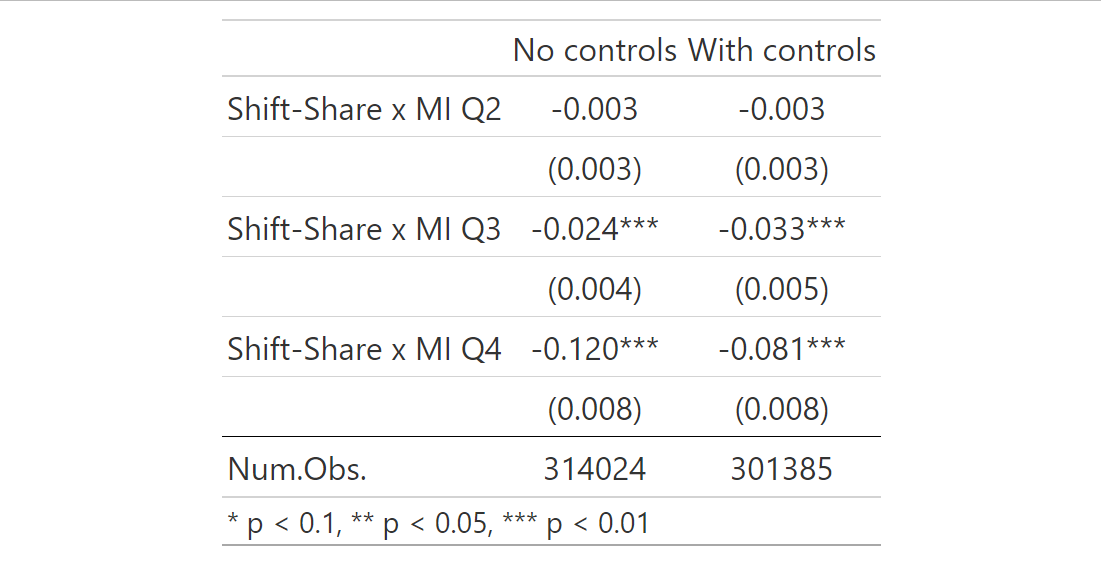 No controls With controls
Shift-Share x MI Q2 -0.003 -0.003
(0.003) (0.003)
Shift-Share x MI Q3 -0.024*** -0.033***
(0.004) (0.005)
Shift-Share x MI Q4 -0.120*** -0.081***
(0.008) (0.008)
Num.Obs. 314024 301385
* p < 0.1, ** p < 0.05, *** p < 0.01